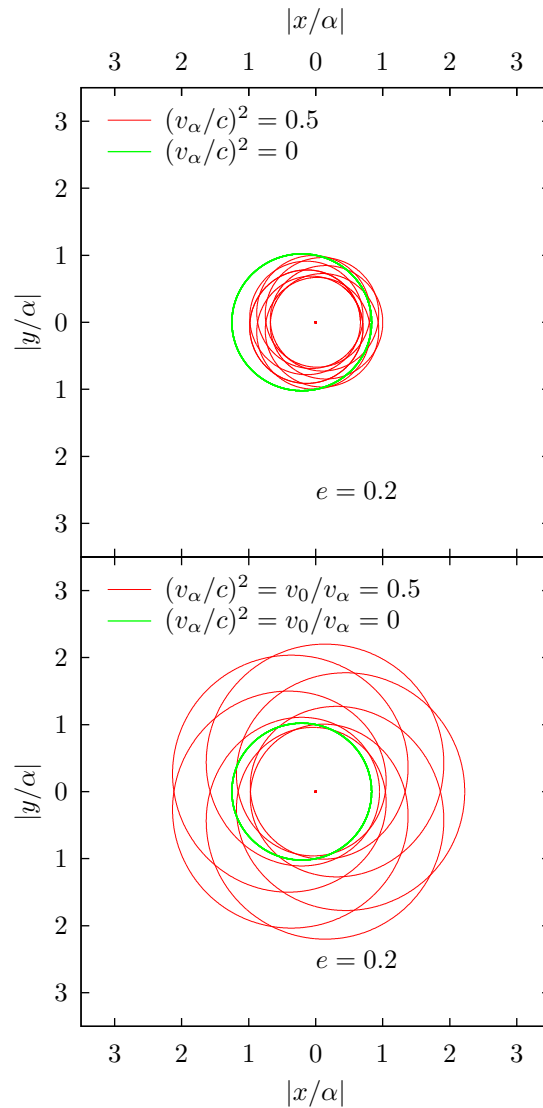 |x/α|
3 2 1 0 1 2 3
(v_α/c)² = 0.5
(v_α/c)² = 0
3
2
1
0
1
2
3
|y/α|
e = 0.2
(v_α/c)² = v₀/v_α = 0.5
(v_α/c)² = v₀/v_α = 0
3
2
1
0
1
2
3
|y/α|
e = 0.2
3 2 1 0 1 2 3
|x/α|